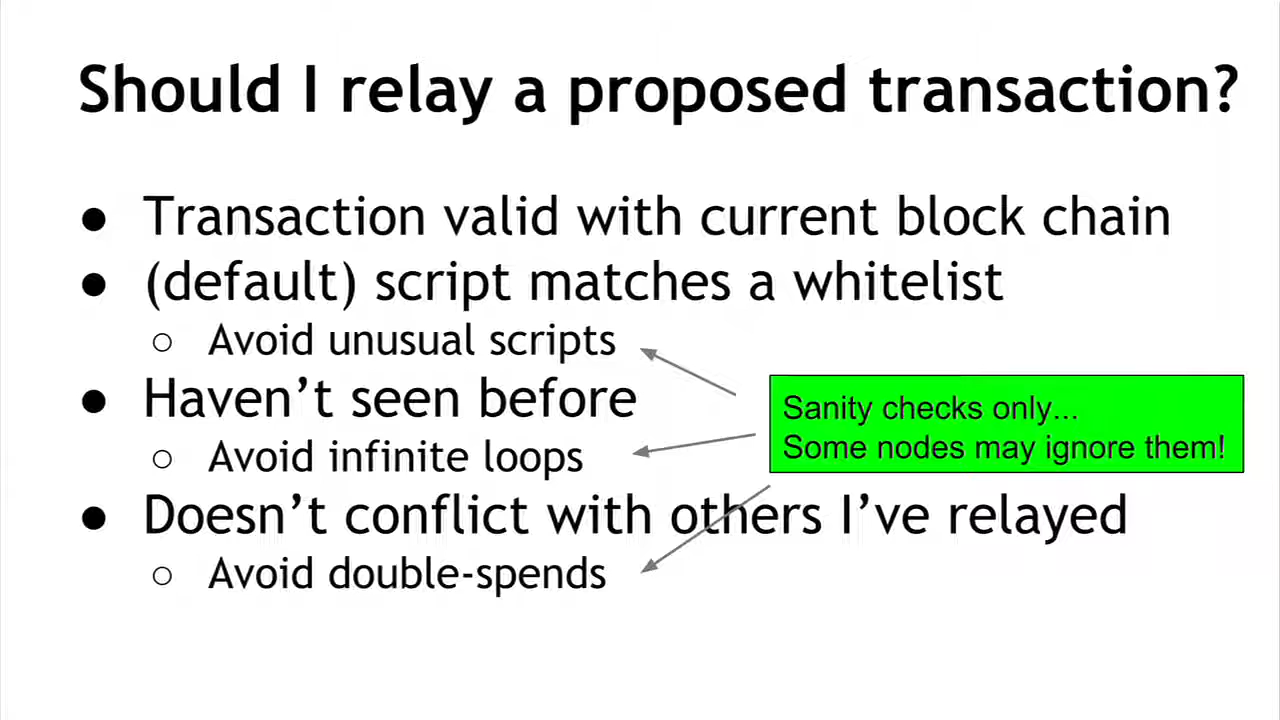 Should I relay a proposed transaction?
● Transaction valid with current block chain
● (default) script matches a whitelist
○ Avoid unusual scripts
● Haven’t seen before
○ Avoid infinite loops
● Doesn’t conflict with others I’ve relayed
○ Avoid double-spends
Sanity checks only...
Some nodes may ignore them!